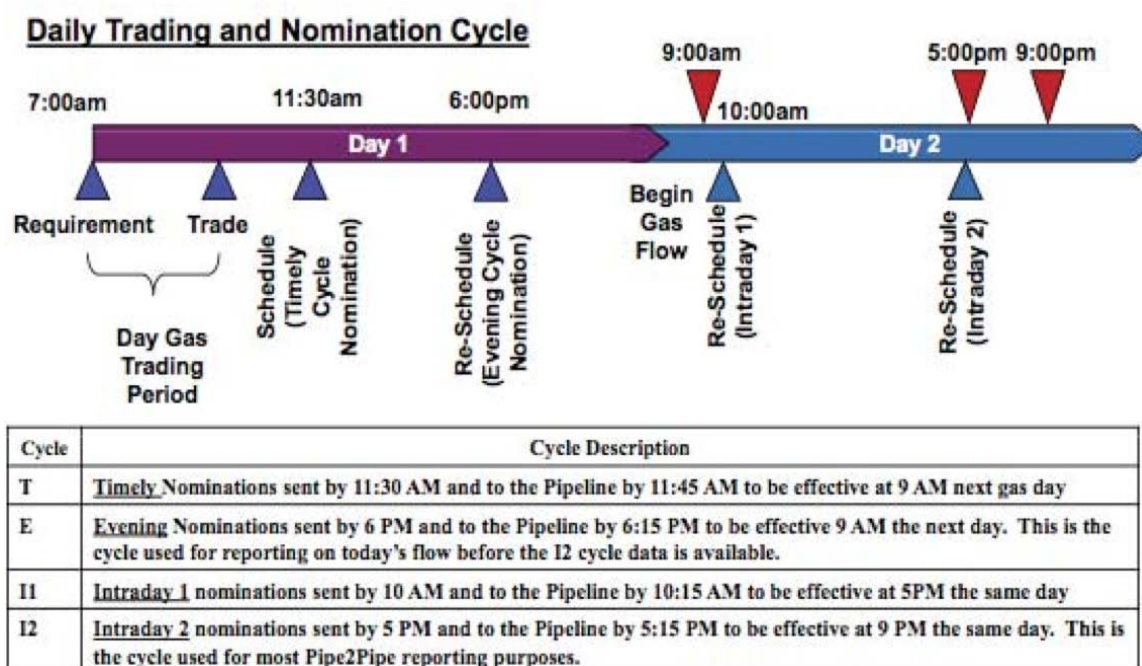 Daily Trading and Nomination Cycle
9:00am
5:00pm 9:00pm
7:00am
11:30am
6:00pm
10:00am
Day 1
Day 2
Requirement
Trade
Day Gas
Trading
Period
Schedule
(Timely
Cycle
Nomination)
Re-Schedule
(Evening Cycle
Nomination)
Begin
Gas
Flow
Re-Schedule
(Intraday 1)
Re-Schedule
(Intraday 2)
Cycle Cycle Description
T Timely Nominations sent by 11:30 AM and to the Pipeline by 11:45 AM to be effective at 9 AM next gas day
E Evening Nominations sent by 6 PM and to the Pipeline by 6:15 PM to be effective 9 AM the next day. This is the
cycle used for reporting on today's flow before the I2 cycle data is available.
I1 Intraday 1 nominations sent by 10 AM and to the Pipeline by 10:15 AM to be effective at 5PM the same day
I2 Intraday 2 nominations sent by 5 PM and to the Pipeline by 5:15 PM to be effective at 9 PM the same day. This is
the cycle used for most Pipe2Pipe reporting purposes.